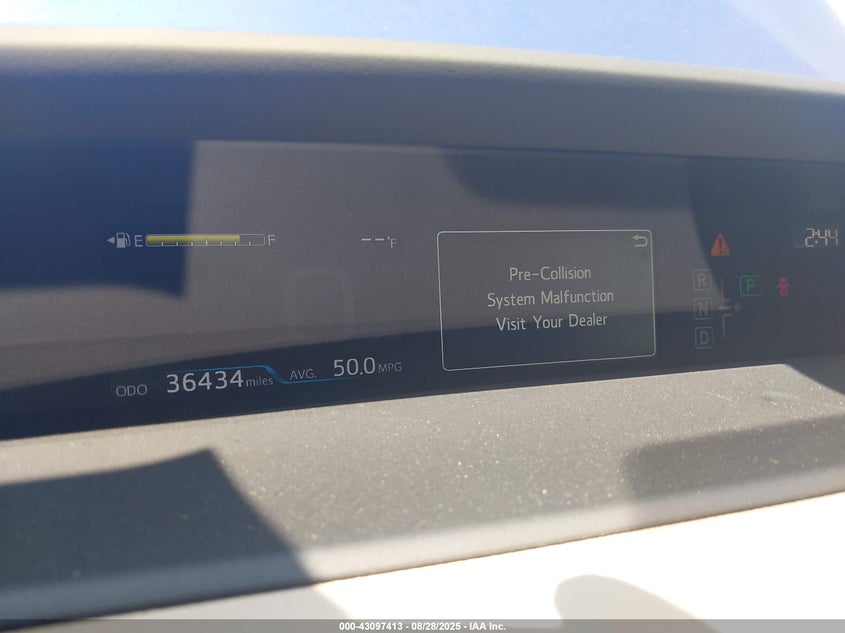 E F
--°F
2:44
Pre-Collision
System Malfunction
Visit Your Dealer
R
P
N
D
ODO 36434 miles AVG. 50.0 MPG
000-43097413 - 08/28/2025 - IAA Inc.